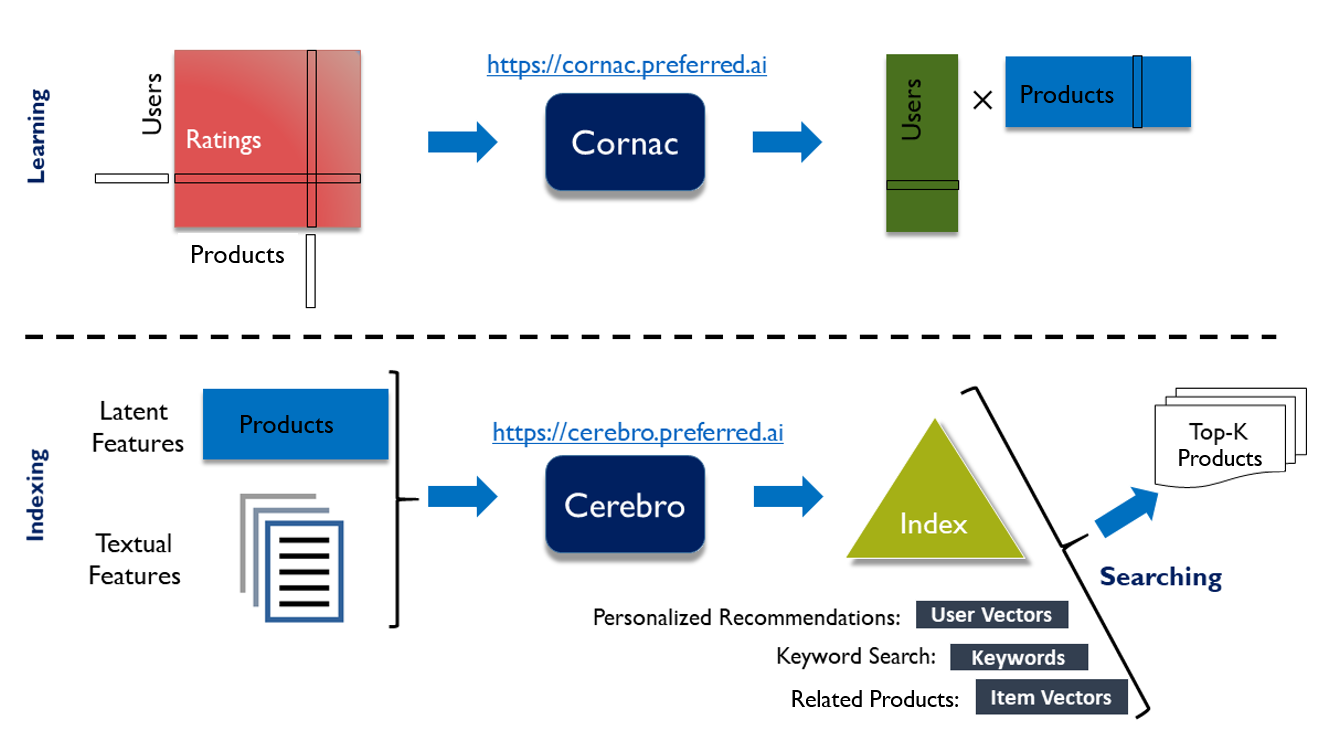 Learning
Users
Ratings
Products
https://cornac.preferred.ai
Cornac
Users
×
Products
Indexing
Latent
Features
Products
Textual
Features
https://cerebro.preferred.ai
Cerebro
Index
Top-K
Products
Searching
Personalized Recommendations: User Vectors
Keyword Search: Keywords
Related Products: Item Vectors